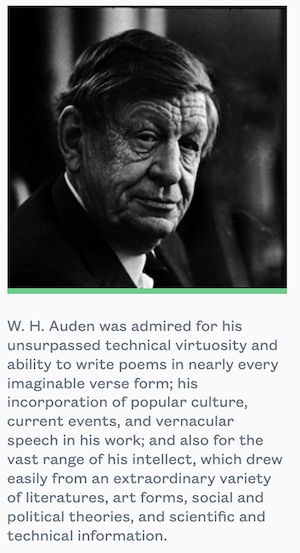 W. H. Auden was admired for his
unsurpassed technical virtuosity and
ability to write poems in nearly every
imaginable verse form; his
incorporation of popular culture,
current events, and vernacular
speech in his work; and also for the
vast range of his intellect, which drew
easily from an extraordinary variety
of literatures, art forms, social and
political theories, and scientific and
technical information.